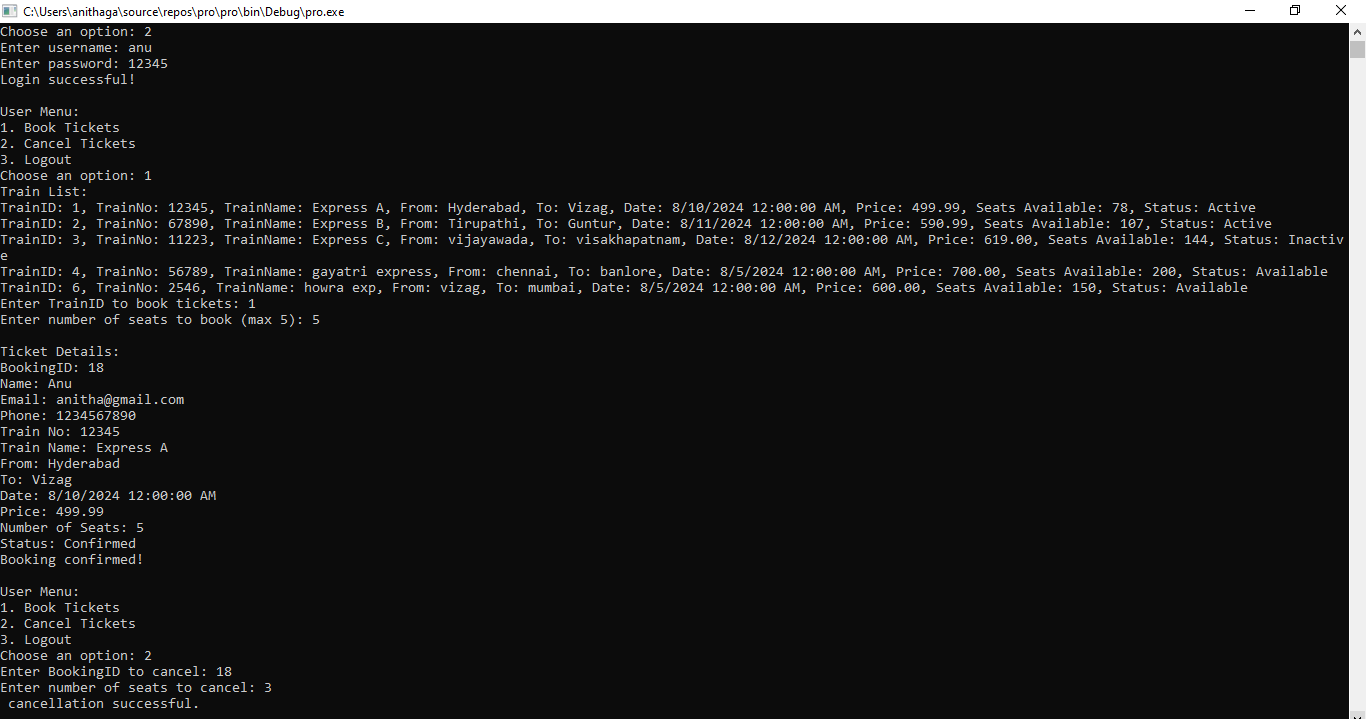 C:\Users\anithaga\source\repos\pro\pro\bin\Debug\pro.exe
Choose an option: 2
Enter username: anu
Enter password: 12345
Login successful!
User Menu:
1. Book Tickets
2. Cancel Tickets
3. Logout
Choose an option: 1
Train List:
TrainID: 1, TrainNo: 12345, TrainName: Express A, From: Hyderabad, To: Vizag, Date: 8/10/2024 12:00:00 AM, Price: 499.99, Seats Available: 78, Status: Active
TrainID: 2, TrainNo: 67890, TrainName: Express B, From: Tirupathi, To: Guntur, Date: 8/11/2024 12:00:00 AM, Price: 590.99, Seats Available: 107, Status: Active
TrainID: 3, TrainNo: 11223, TrainName: Express C, From: vijayawada, To: visakhapatnam, Date: 8/12/2024 12:00:00 AM, Price: 619.00, Seats Available: 144, Status: Inactiv
e
TrainID: 4, TrainNo: 56789, TrainName: gayatri express, From: chennai, To: banlore, Date: 8/5/2024 12:00:00 AM, Price: 700.00, Seats Available: 200, Status: Available
TrainID: 6, TrainNo: 2546, TrainName: howra exp, From: vizag, To: mumbai, Date: 8/5/2024 12:00:00 AM, Price: 600.00, Seats Available: 150, Status: Available
Enter TrainID to book tickets: 1
Enter number of seats to book (max 5): 5
Ticket Details:
BookingID: 18
Name: Anu
Email: anitha@gmail.com
Phone: 1234567890
Train No: 12345
Train Name: Express A
From: Hyderabad
To: Vizag
Date: 8/10/2024 12:00:00 AM
Price: 499.99
Number of Seats: 5
Status: Confirmed
Booking confirmed!
User Menu:
1. Book Tickets
2. Cancel Tickets
3. Logout
Choose an option: 2
Enter BookingID to cancel: 18
Enter number of seats to cancel: 3
cancellation successful.